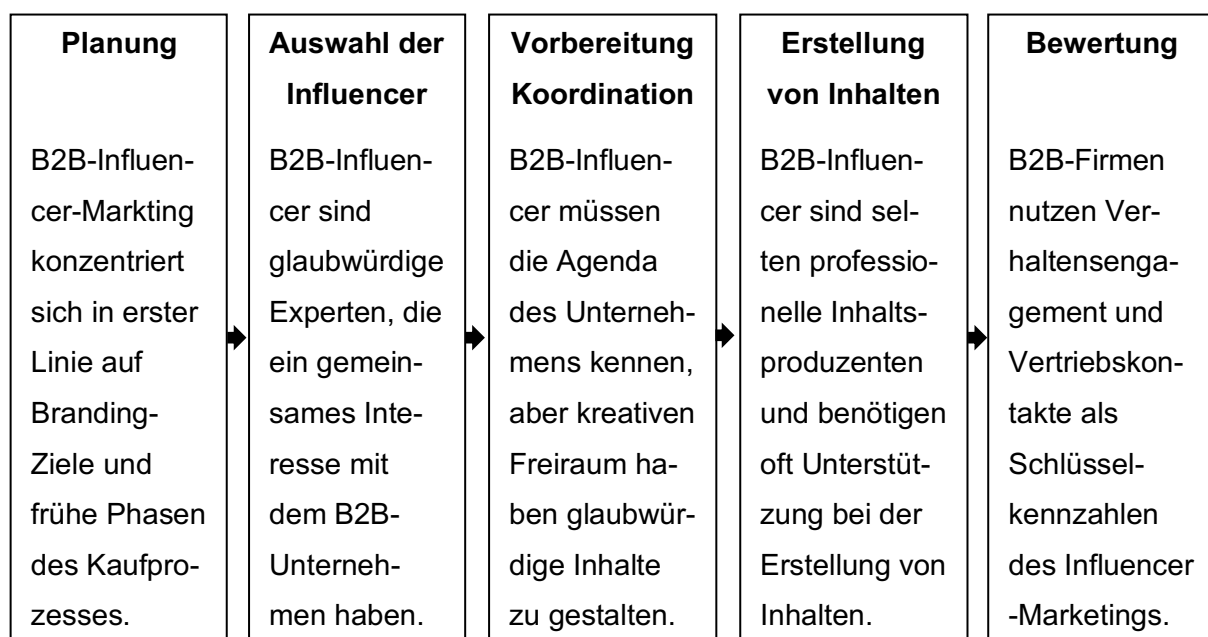 Planung
B2B-Influen-
cer-Markting
konzentriert
sich in erster
Linie auf
Branding-
Ziele und
frühe Phasen
des Kaufpro-
zesses.
Auswahl der
Influencer
B2B-Influen-
cer sind
glaubwürdige
Experten, die
ein gemein-
sames Inte-
resse mit
dem B2B-
Unterneh-
men haben.
Vorbereitung
Koordination
B2B-Influen-
cer müssen
die Agenda
des Unterneh-
mens kennen,
aber kreativen
Freiraum ha-
ben glaubwür-
dige Inhalte
zu gestalten.
Erstellung
von Inhalten
B2B-Influen-
cer sind sel-
ten professio-
nelle Inhalts-
produzenten
und benötigen
oft Unterstüt-
zung bei der
Erstellung von
Inhalten.
Bewertung
B2B-Firmen
nutzen Ver-
haltensenga-
gement und
Vertriebskon-
takte als
Schlüssel-
kennzahlen
des Influencer
-Marketings.